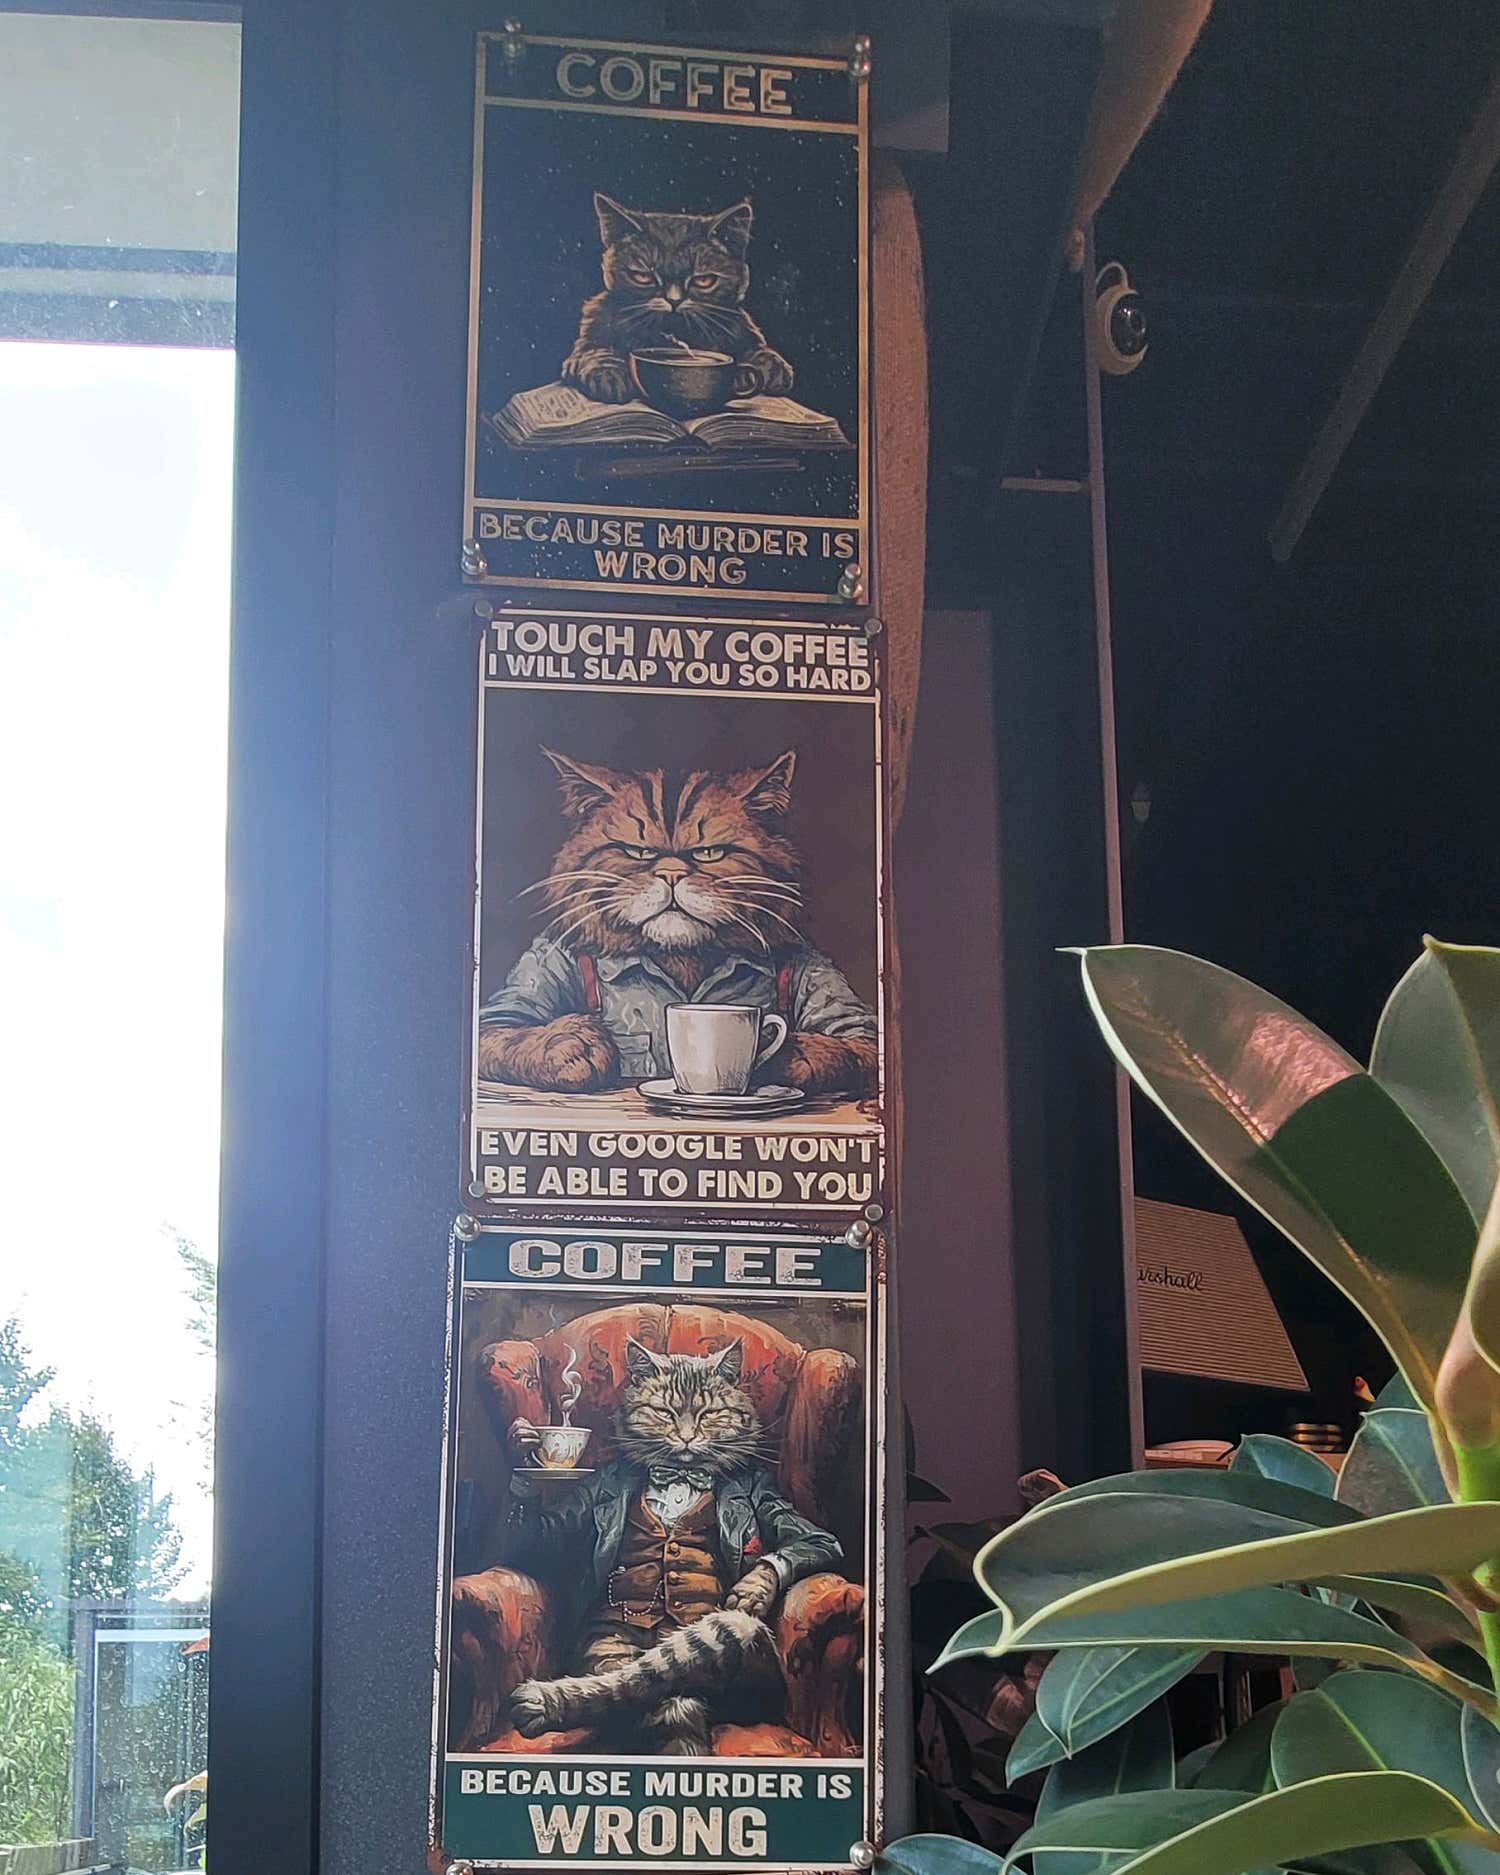 COFFEE
BECAUSE MURDER IS
WRONG
TOUCH MY COFFEE
I WILL SLAP YOU SO HARD
EVEN GOOGLE WON'T
BE ABLE TO FIND YOU
COFFEE
BECAUSE MURDER IS
WRONG
arshall